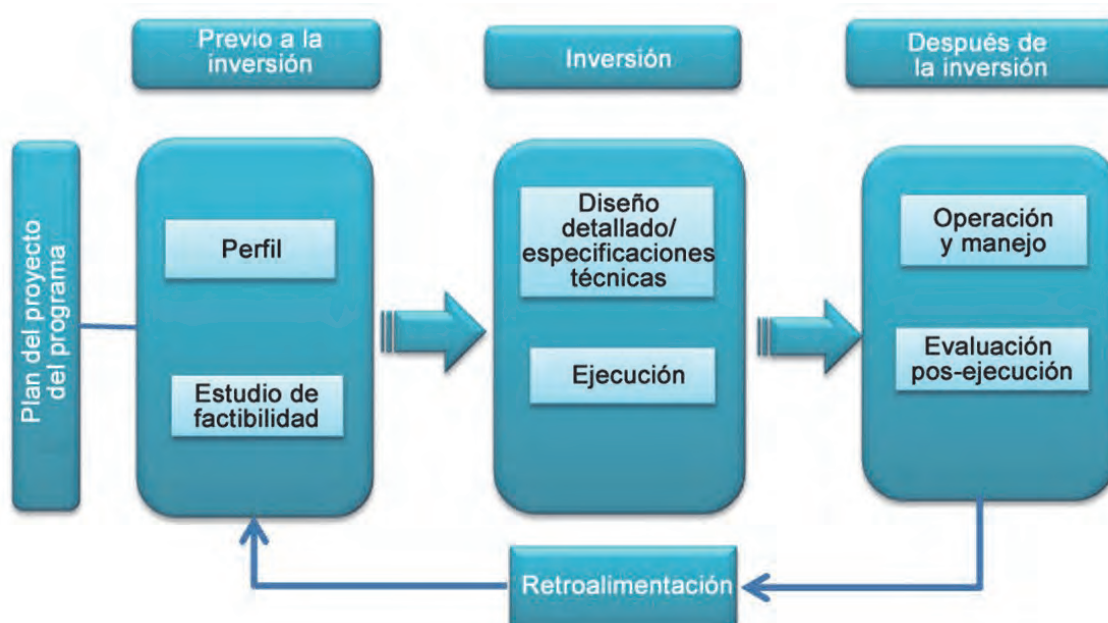 Previo a la
inversión
Inversión
Después de
la inversión
Plan del proyecto
del programa
Perfil
Estudio de
factibilidad
Diseño
detallado/
especificaciones
técnicas
Ejecución
Operación
y manejo
Evaluación
pos-ejecución
Retroalimentación